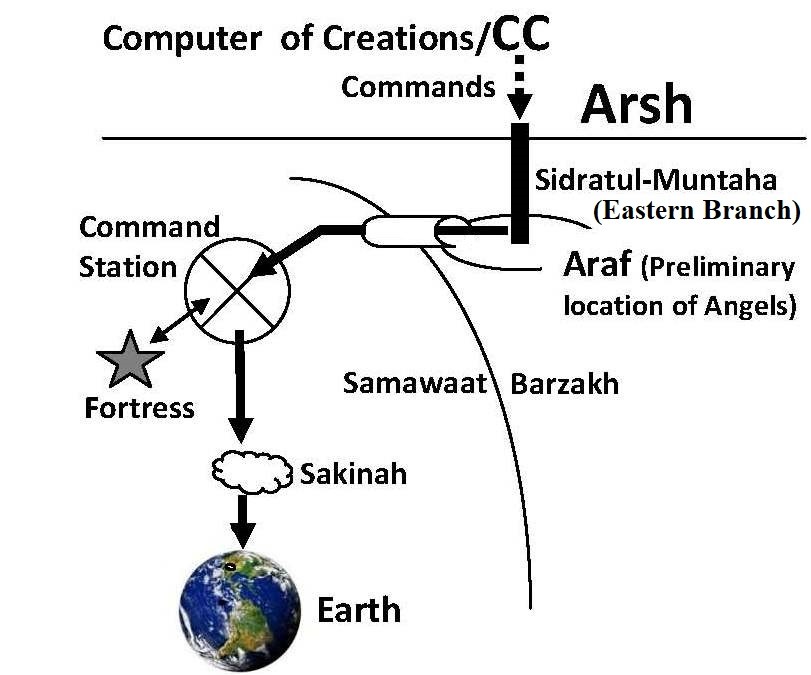 Computer of Creations/CC
Commands
Arsh
Sidratul-Muntaha
(Eastern Branch)
Command
Station
Araf (Preliminary
location of Angels)
Fortress
Samawaat
Barzakh
Sakinah
Earth